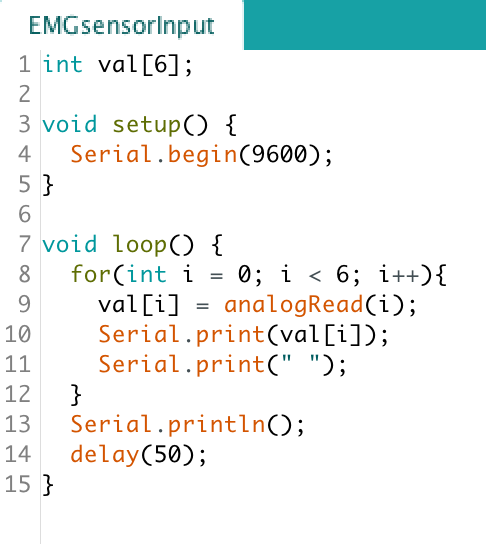 EMGsensorInput
1 int val[6];
2
3 void setup() {
4   Serial.begin(9600);
5 }
6
7 void loop() {
8   for(int i = 0; i < 6; i++){
9     val[i] = analogRead(i);
10     Serial.print(val[i]);
11     Serial.print(" ");
12   }
13   Serial.println();
14   delay(50);
15 }